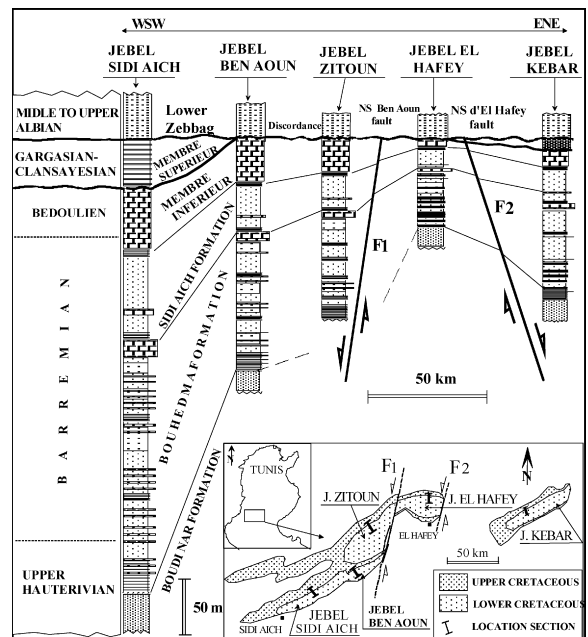 WSW
ENE
JEBEL
SIDI AICH
JEBEL
BEN AOUN
JEBEL
ZITOUN
JEBEL EL
HAFEY
JEBEL
KEBAR
MIDLE TO UPPER
ALBIAN
Lower
Zebbag
Discordance
NS Ben Aoun
fault
NS d'El Hafey
fault
GARGASIAN-
CLANSAYESIAN
MEMBRE SUPERIEUR
MEMBRE INFERIEUR
BEDOULIEN
SIDI AICH FORMATION
F1
F2
BARREMIAN
BOUHEDMA FORMATION
50 km
BOUDINAR FORMATION
UPPER
HAUTERIVIAN
50 m
N
TUNIS
F1
F2
N
J. ZITOUN
J. EL HAFEY
EL HAFEY
J. KEBAR
50 km
SIDI AICH
JEBEL
SIDI AICH
JEBEL
BEN AOUN
UPPER CRETACEOUS
LOWER CRETACEOUS
LOCATION SECTION